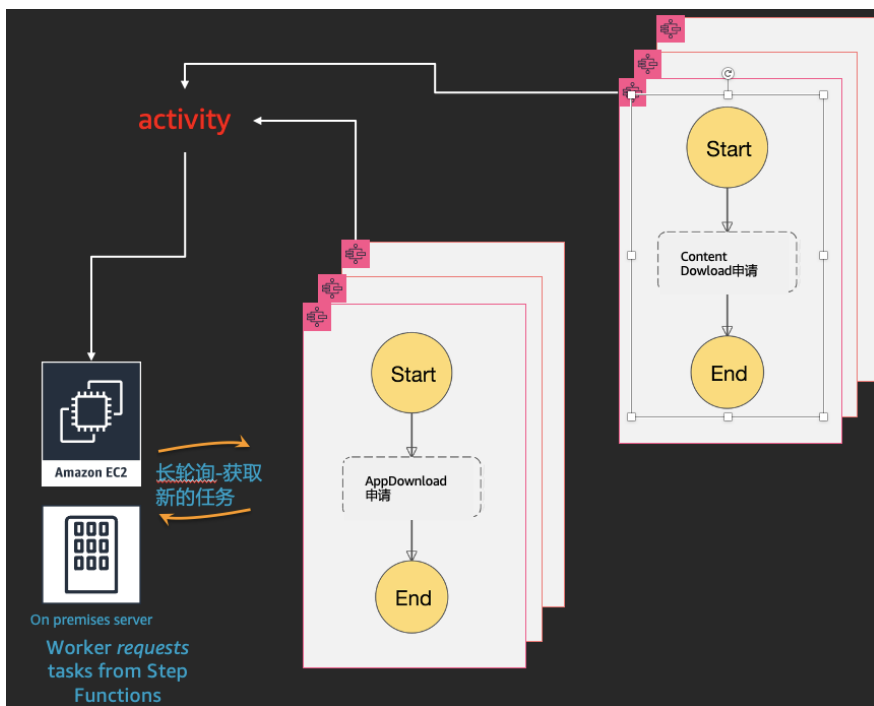 activity
Start
Content
Dowload申请
End
Start
AppDownload
申请
End
Amazon EC2
长轮询-获取
新的任务
On premises server
Worker requests
tasks from Step
Functions